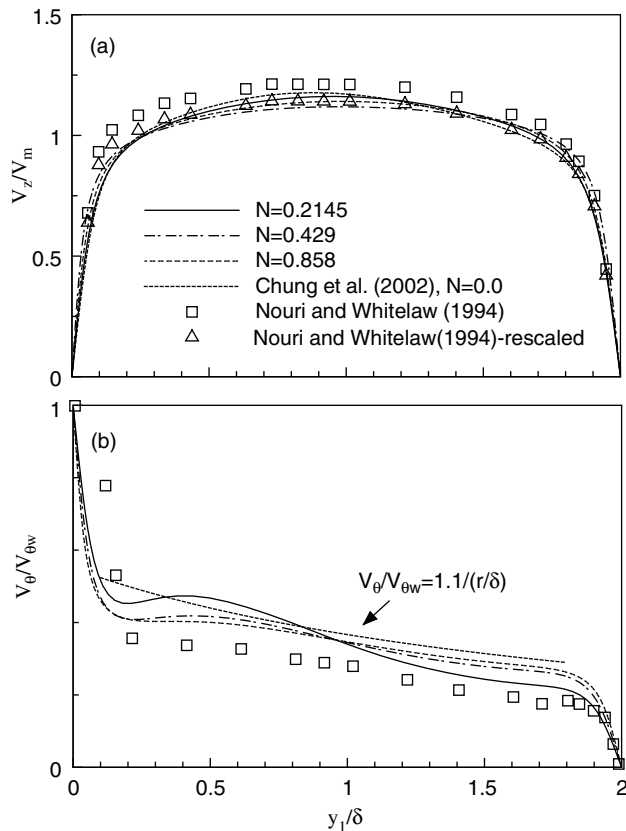 1.5
(a)
1
V_z/V_m
0.5
0
N=0.2145
N=0.429
N=0.858
Chung et al. (2002), N=0.0
Nouri and Whitelaw (1994)
Nouri and Whitelaw(1994)-rescaled
1
(b)
V_θ/V_θw
V_θ/V_θw=1.1/(r/δ)
0
0 0.5 1 1.5 2
y_1/δ